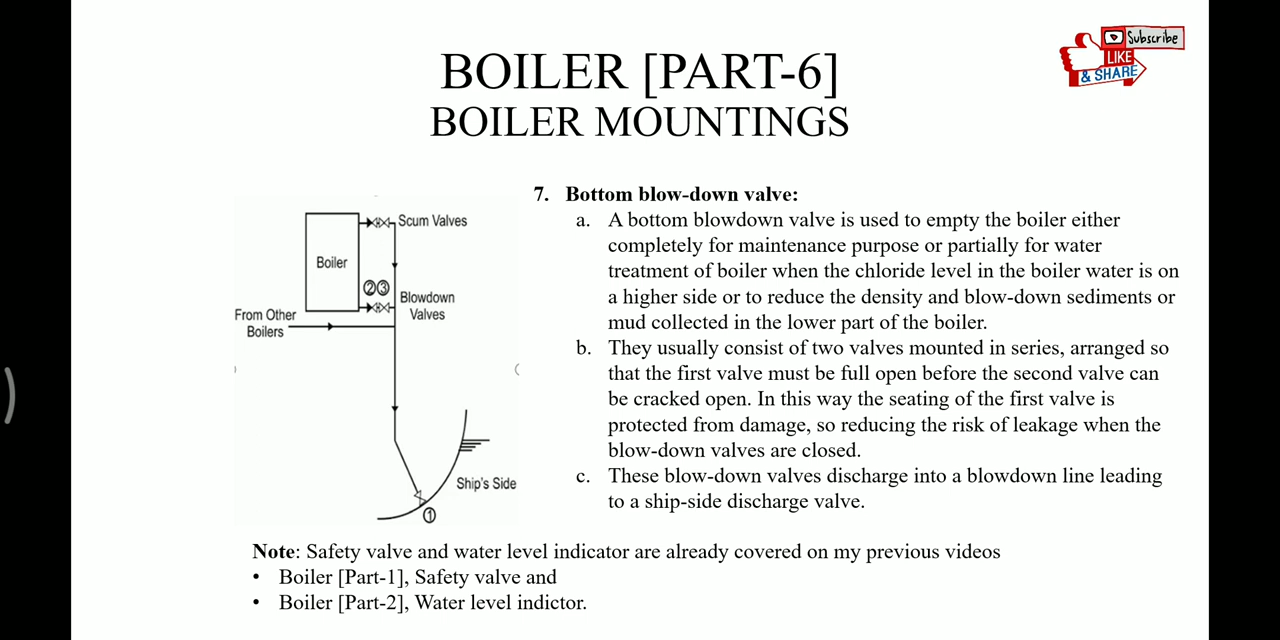 Subscribe
LIKE
& SHARE
BOILER [PART-6]
BOILER MOUNTINGS
Scum Valves
Boiler
②③
Blowdown
Valves
From Other
Boilers
Ship's Side
①
7. Bottom blow-down valve:
a. A bottom blowdown valve is used to empty the boiler either
completely for maintenance purpose or partially for water
treatment of boiler when the chloride level in the boiler water is on
a higher side or to reduce the density and blow-down sediments or
mud collected in the lower part of the boiler.
b. They usually consist of two valves mounted in series, arranged so
that the first valve must be full open before the second valve can
be cracked open. In this way the seating of the first valve is
protected from damage, so reducing the risk of leakage when the
blow-down valves are closed.
c. These blow-down valves discharge into a blowdown line leading
to a ship-side discharge valve.
Note: Safety valve and water level indicator are already covered on my previous videos
• Boiler [Part-1], Safety valve and
• Boiler [Part-2], Water level indictor.